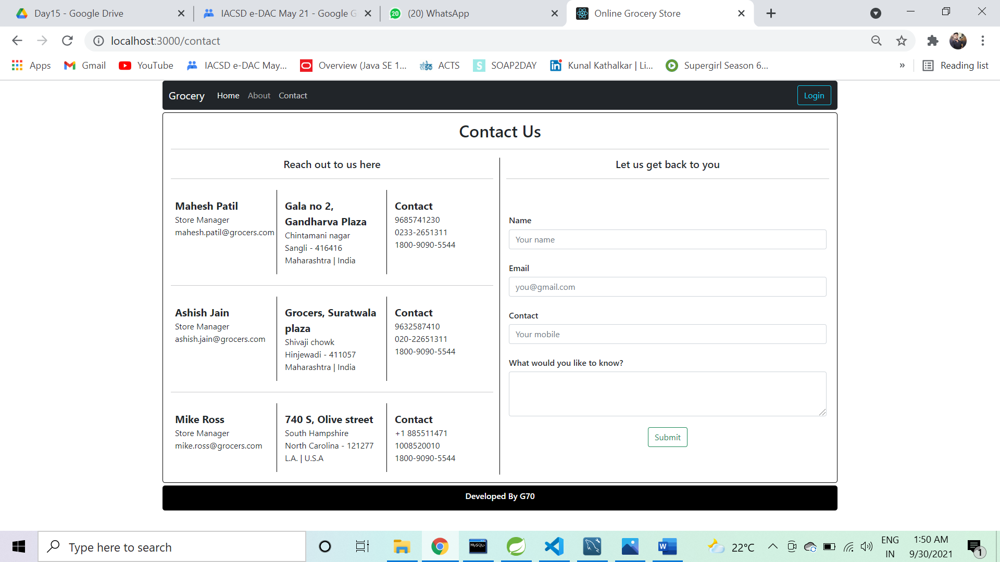 Day15 - Google Drive
IACSD e-DAC May 21 - Google G
20 (20) WhatsApp
Online Grocery Store
localhost:3000/contact
Apps
Gmail
YouTube
IACSD e-DAC May...
Overview (Java SE 1...
ACTS
S SOAP2DAY
in Kunal Kathalkar | Li...
Supergirl Season 6...
»
Reading list
Grocery Home About Contact
Login
Contact Us
Reach out to us here
Mahesh Patil
Store Manager
mahesh.patil@grocers.com
Gala no 2,
Gandharva Plaza
Chintamani nagar
Sangli - 416416
Maharashtra | India
Contact
9685741230
0233-2651311
1800-9090-5544
Ashish Jain
Store Manager
ashish.jain@grocers.com
Grocers, Suratwala
plaza
Shivaji chowk
Hinjewadi - 411057
Maharashtra | India
Contact
9632587410
020-22651311
1800-9090-5544
Mike Ross
Store Manager
mike.ross@grocers.com
740 S, Olive street
South Hampshire
North Carolina - 121277
L.A. | U.S.A
Contact
+1 885511471
1008520010
1800-9090-5544
Let us get back to you
Name
Your name
Email
you@gmail.com
Contact
Your mobile
What would you like to know?
Submit
Developed By G70
Type here to search
MySQL
W
22°C
ENG
IN
1:50 AM
9/30/2021
1